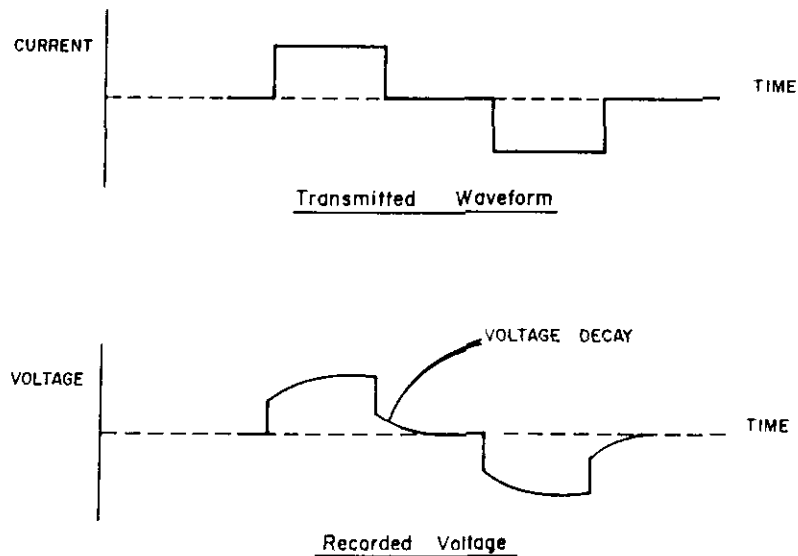 CURRENT
TIME
Transmitted Waveform
VOLTAGE DECAY
VOLTAGE
TIME
Recorded Voltage